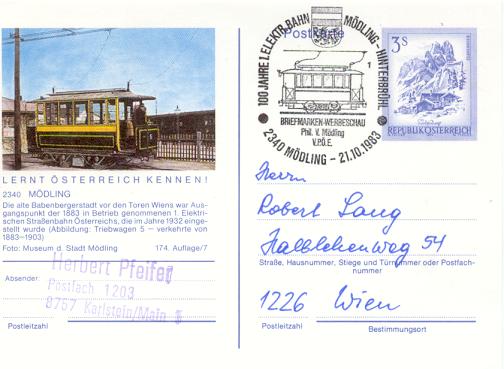 LERNT ÖSTERREICH KENNEN!
2340 MÖDLING
Die alte Babenbergerstadt vor den Toren Wiens war Aus-
gangspunkt der 1883 in Betrieb genommenen 1. Elektri-
schen Straßenbahn Österreichs, die im Jahre 1932 einge-
stellt wurde (Abbildung: Triebwagen 5 – verkehrte von
1883–1903)
Foto: Museum d. Stadt Mödling 174. Auflage/7
Absender:
Herbert Pfeifer
Postfach 1203
8757 Karlstein/Main
Postleitzahl
Postkarte
100 JAHRE 1. ELEKTR. BAHN MÖDLING – HINTERBRÜHL
1
BRIEFMARKEN-WERBESCHAU
Phil. V. Mödling
V.P.Ö.E.
2340 MÖDLING – 21.10.1983
3S
REPUBLIK ÖSTERREICH
Herrn
Robert Lang
54
Straße, Hausnummer, Stiege und Türnummer oder Postfach-
nummer
1226 Wien
Postleitzahl Bestimmungsort